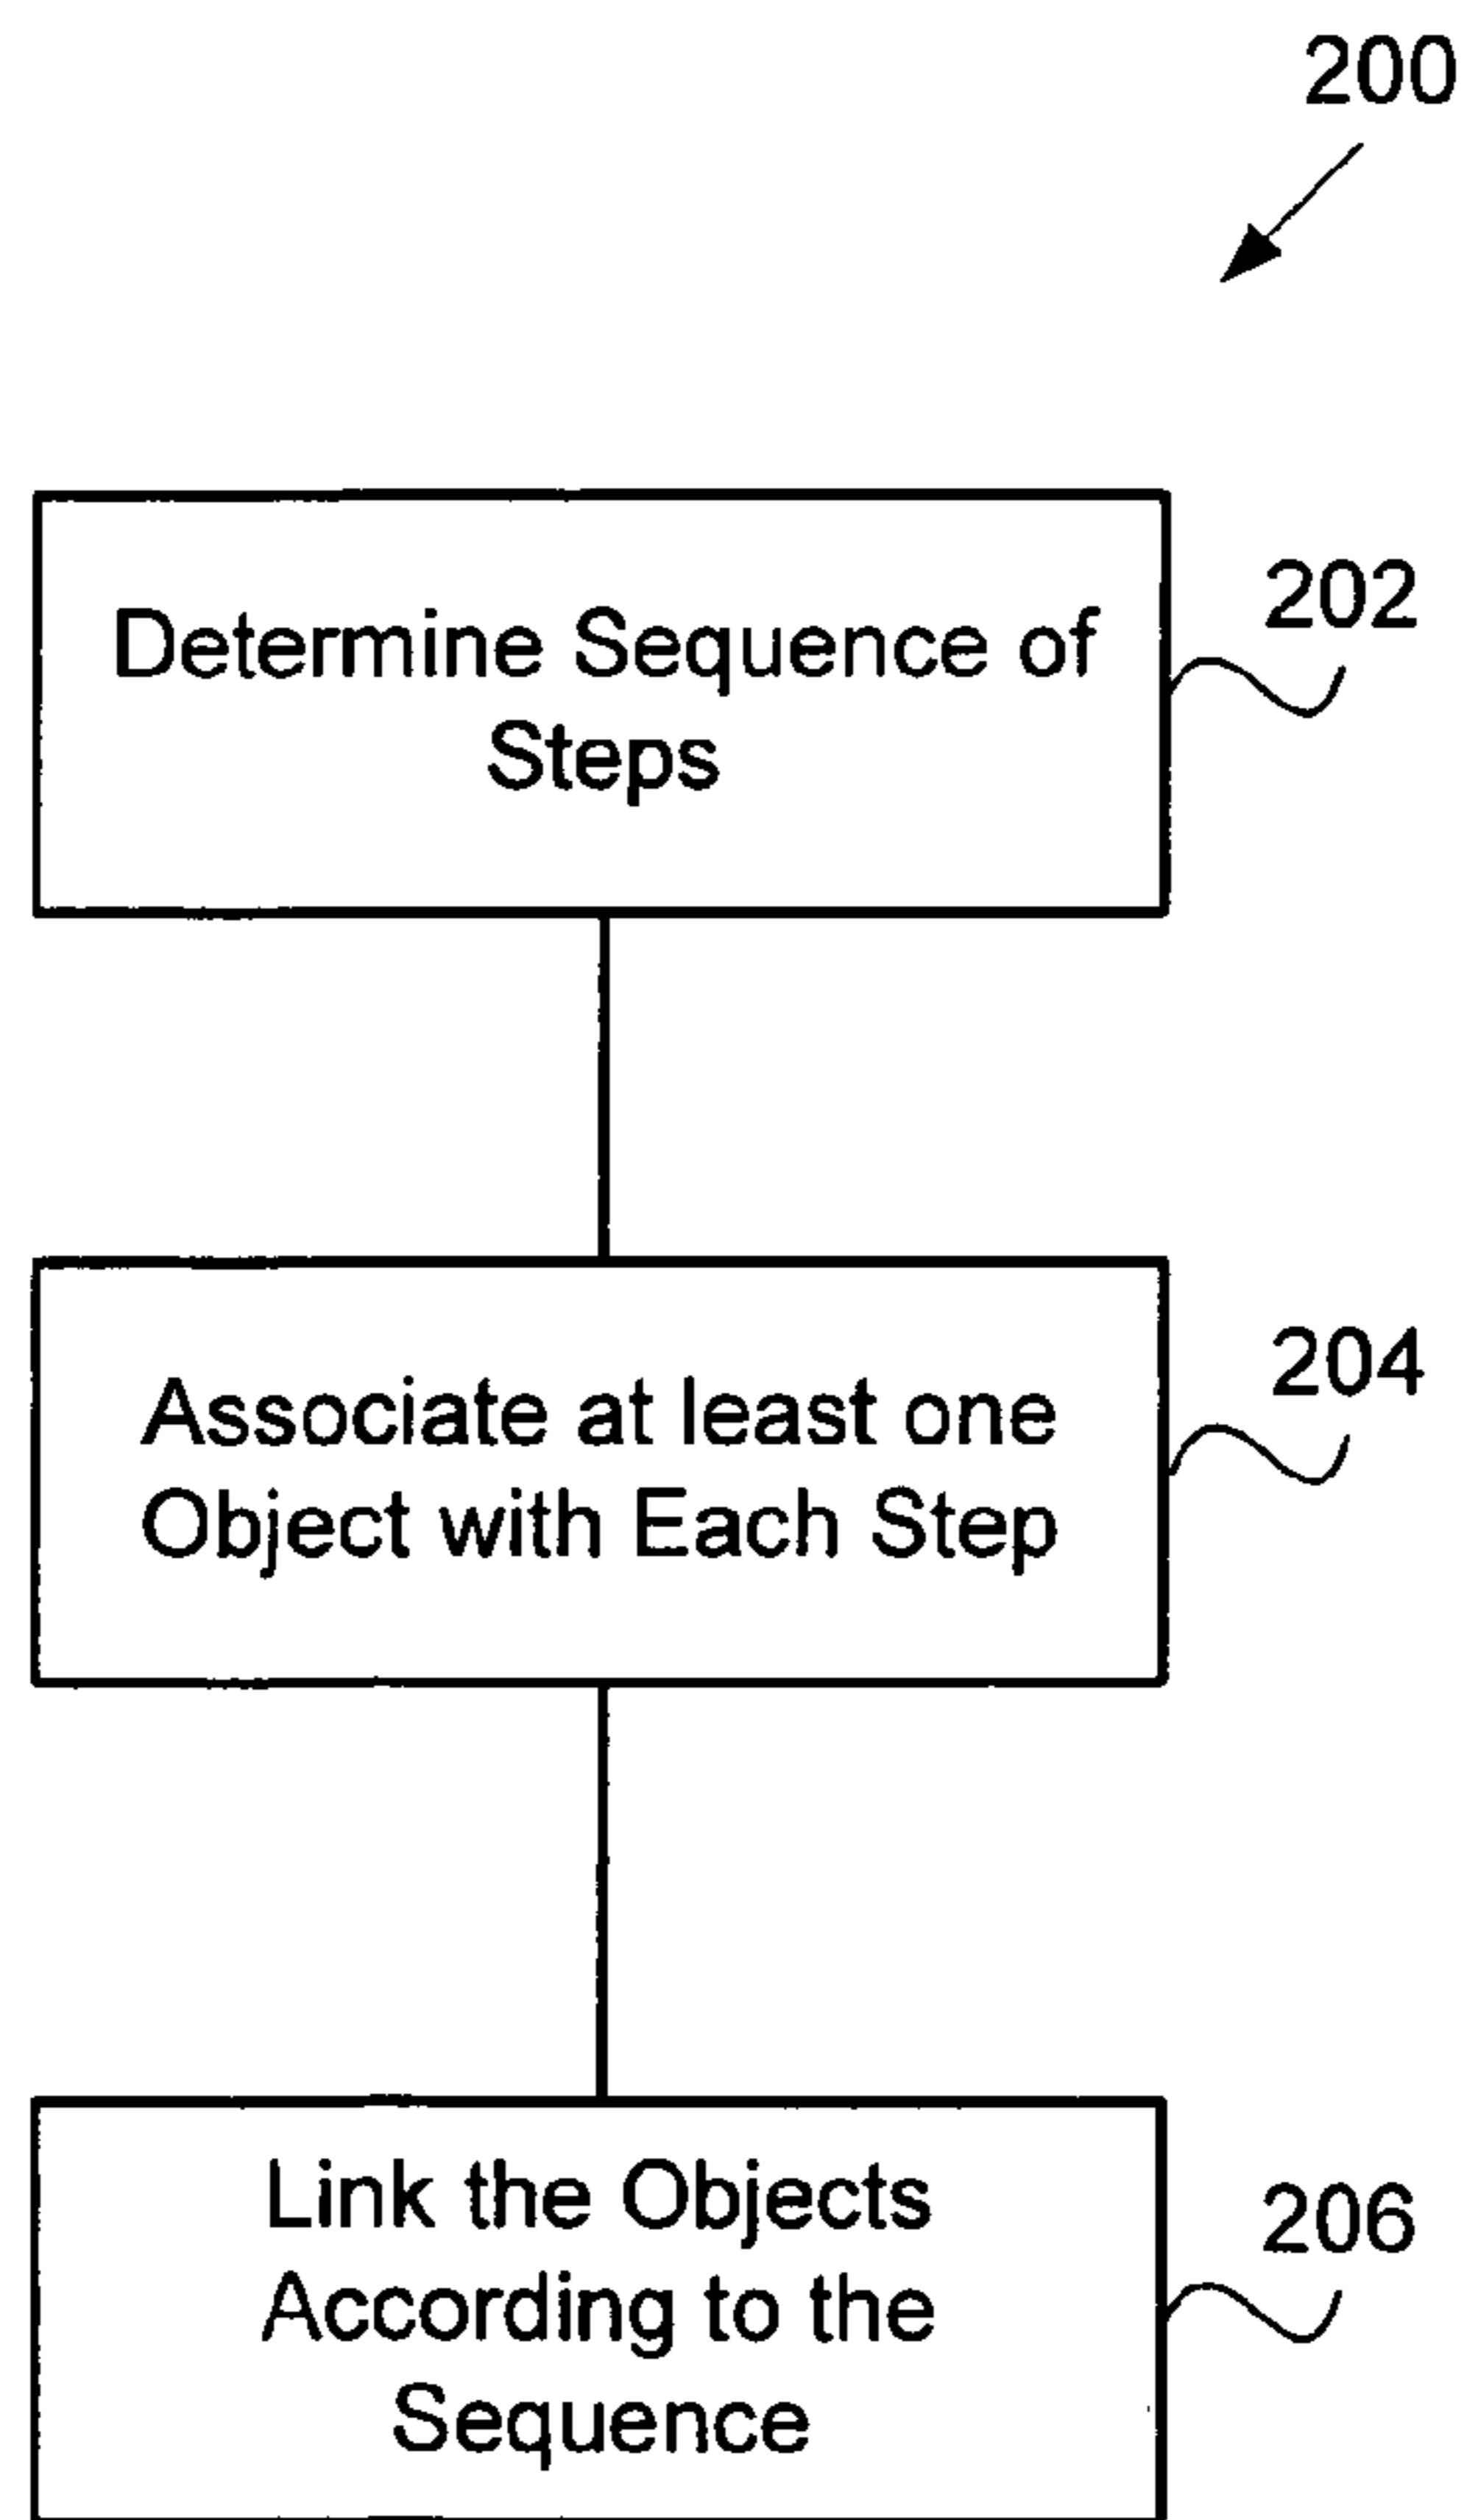 200
Determine Sequence of
Steps
202
Associate at least one
Object with Each Step
204
Link the Objects
According to the
Sequence
206